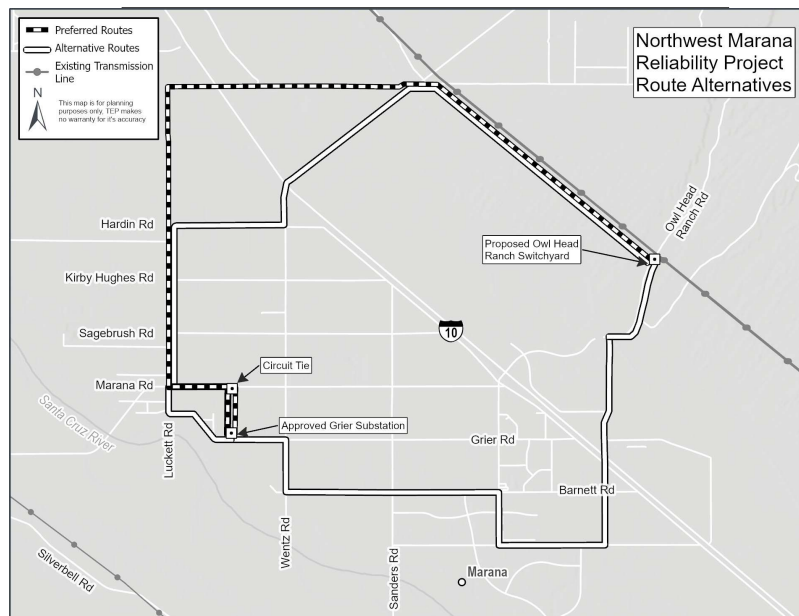 Preferred Routes
Alternative Routes
Existing Transmission
Line
N
This map is for planning
purposes only, TEP makes
no warranty for it's accuracy
Northwest Marana
Reliability Project
Route Alternatives
Owl Head
Ranch Rd
Hardin Rd
Proposed Owl Head
Ranch Switchyard
Kirby Hughes Rd
Sagebrush Rd
10
Circuit Tie
Marana Rd
Santa Cruz River
Approved Grier Substation
Luckett Rd
Grier Rd
Barnett Rd
Wentz Rd
Sanders Rd
Silverbell Rd
Marana